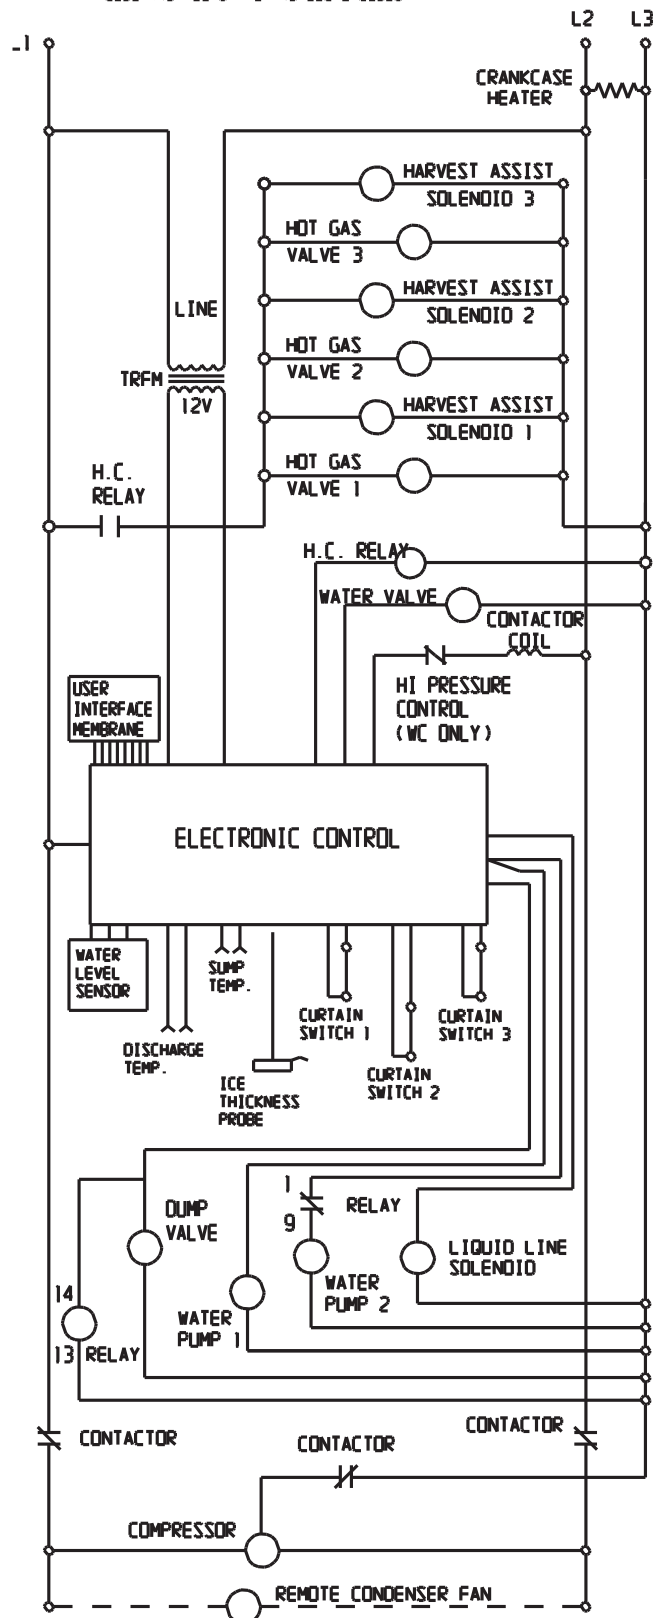 L2 L3
_1
CRANKCASE
HEATER
HARVEST ASSIST
SOLENOID 3
HOT GAS
VALVE 3
HARVEST ASSIST
SOLENOID 2
LINE
HOT GAS
VALVE 2
TRFM
12V
HARVEST ASSIST
SOLENOID 1
HOT GAS
VALVE 1
H.C.
RELAY
H.C. RELAY
WATER VALVE
CONTACTOR
COIL
HI PRESSURE
CONTROL
(WC ONLY)
USER
INTERFACE
MEMBRANE
ELECTRONIC CONTROL
WATER
LEVEL
SENSOR
SUMP
TEMP.
DISCHARGE
TEMP.
ICE
THICKNESS
PROBE
CURTAIN
SWITCH 1
CURTAIN
SWITCH 2
CURTAIN
SWITCH 3
1
9
RELAY
DUMP
VALVE
LIQUID LINE
SOLENOID
WATER
PUMP 2
WATER
PUMP 1
14
13 RELAY
CONTACTOR
CONTACTOR
CONTACTOR
COMPRESSOR
REMOTE CONDENSER FAN